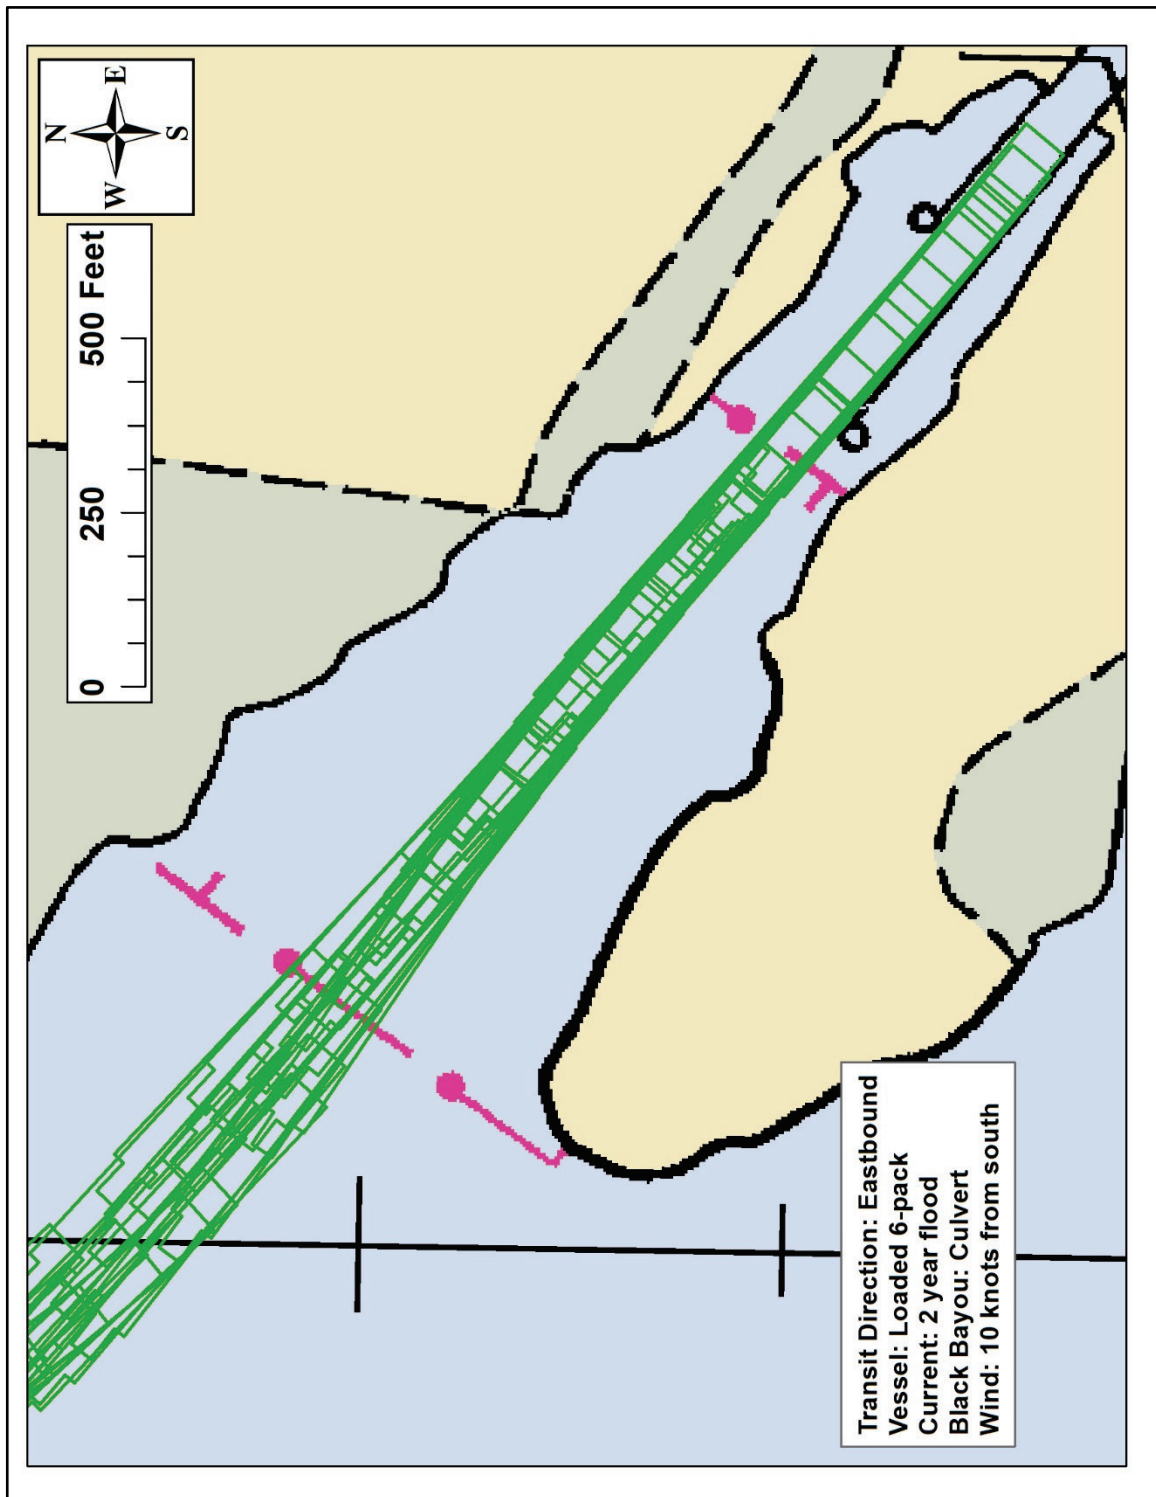 N
W E
S
0 250 500 Feet
Transit Direction: Eastbound
Vessel: Loaded 6-pack
Current: 2 year flood
Black Bayou: Culvert
Wind: 10 knots from south